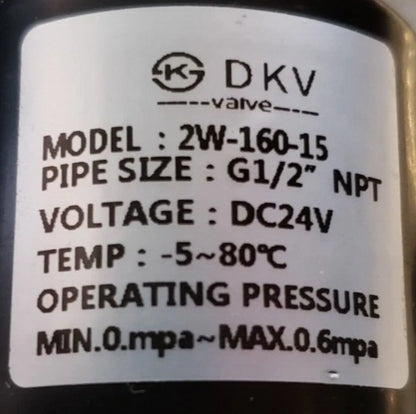 K DKV
valve
MODEL : 2W-160-15
PIPE SIZE : G1/2" NPT
VOLTAGE : DC24V
TEMP : -5~80℃
OPERATING PRESSURE
MIN.0.mpa~MAX.0.6mpa